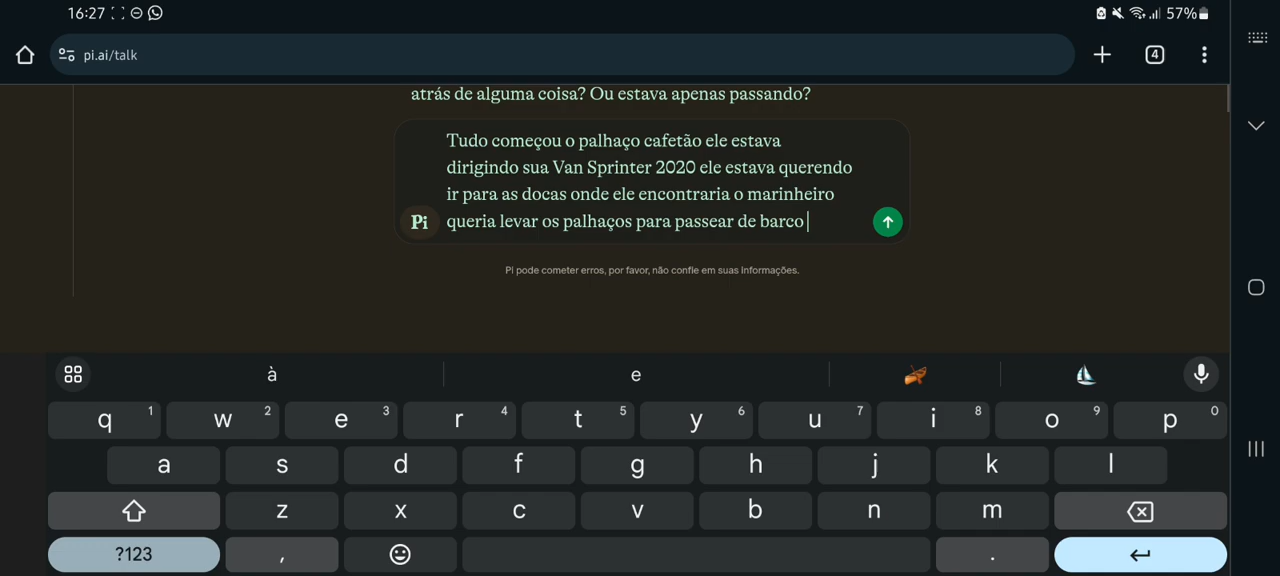 16:27
57%
pi.ai/talk
4
atrás de alguma coisa? Ou estava apenas passando?
Tudo começou o palhaço cafetão ele estava
dirigindo sua Van Sprinter 2020 ele estava querendo
ir para as docas onde ele encontraria o marinheiro
Pi queria levar os palhaços para passear de barco
Pi pode cometer erros, por favor, não confie em suas informações.
à e
q 1 w 2 e 3 r 4 t 5 y 6 u 7 i 8 o 9 p 0
a s d f g h j k l
z x c v b n m
?123 , .